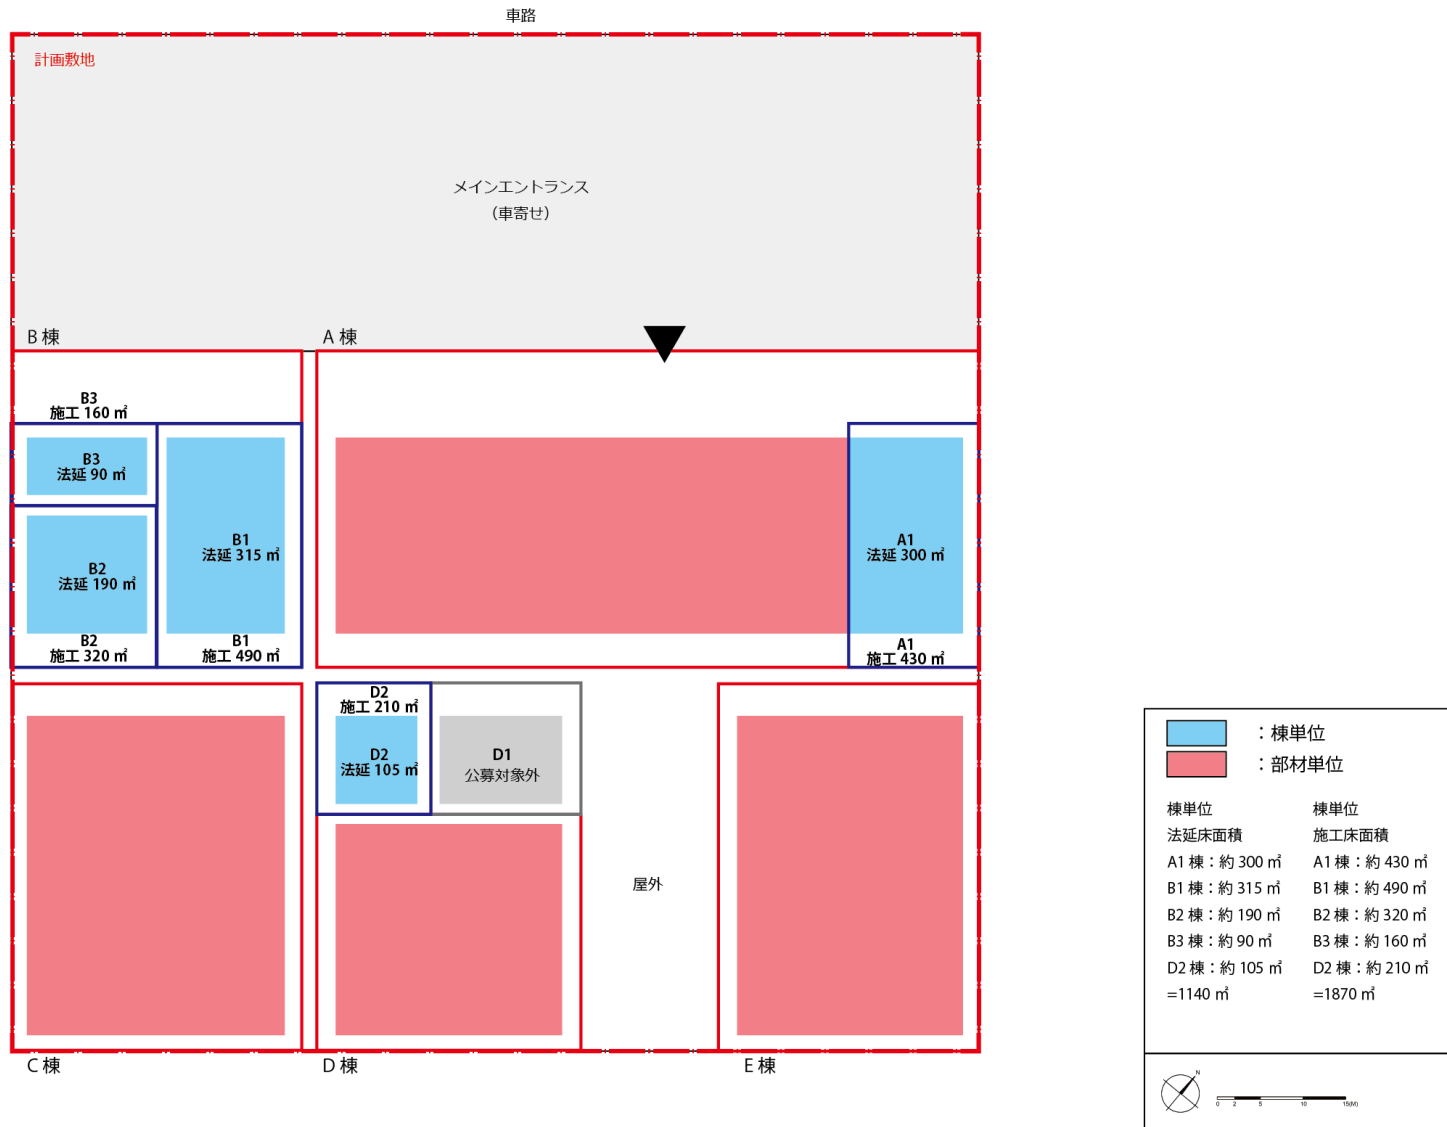 車路
計画敷地
メインエントランス
（車寄せ）
B 棟
A 棟
B3
施工 160 ㎡
B3
法延 90 ㎡
B1
法延 315 ㎡
A1
法延 300 ㎡
B2
法延 190 ㎡
B2
施工 320 ㎡
B1
施工 490 ㎡
A1
施工 430 ㎡
D2
施工 210 ㎡
D2
法延 105 ㎡
D1
公募対象外
屋外
C 棟
D 棟
E 棟
：棟単位
：部材単位
棟単位
法延床面積
A1 棟：約 300 ㎡
B1 棟：約 315 ㎡
B2 棟：約 190 ㎡
B3 棟：約 90 ㎡
D2 棟：約 105 ㎡
=1140 ㎡
棟単位
施工床面積
A1 棟：約 430 ㎡
B1 棟：約 490 ㎡
B2 棟：約 320 ㎡
B3 棟：約 160 ㎡
D2 棟：約 210 ㎡
=1870 ㎡
N
0 2 5 10 15(M)